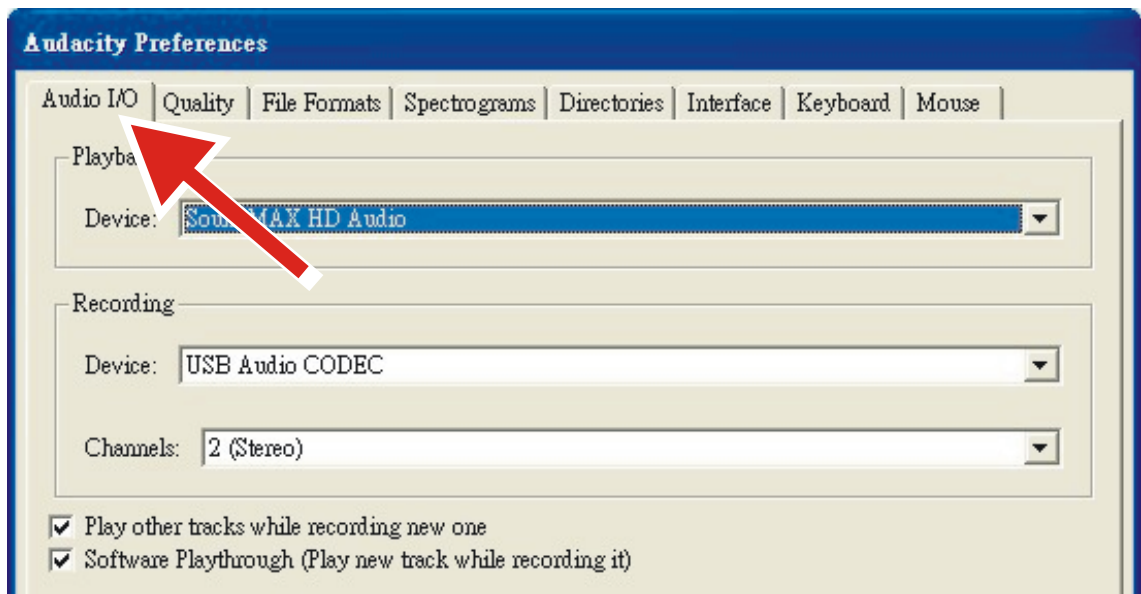 Audacity Preferences
Audio I/O Quality File Formats Spectrograms Directories Interface Keyboard Mouse
Device: MAX HD Audio
Recording
Device: USB Audio CODEC
Channels: 2 (Stereo)
Play other tracks while recording new one
Software Playthrough (Play new track while recording it)